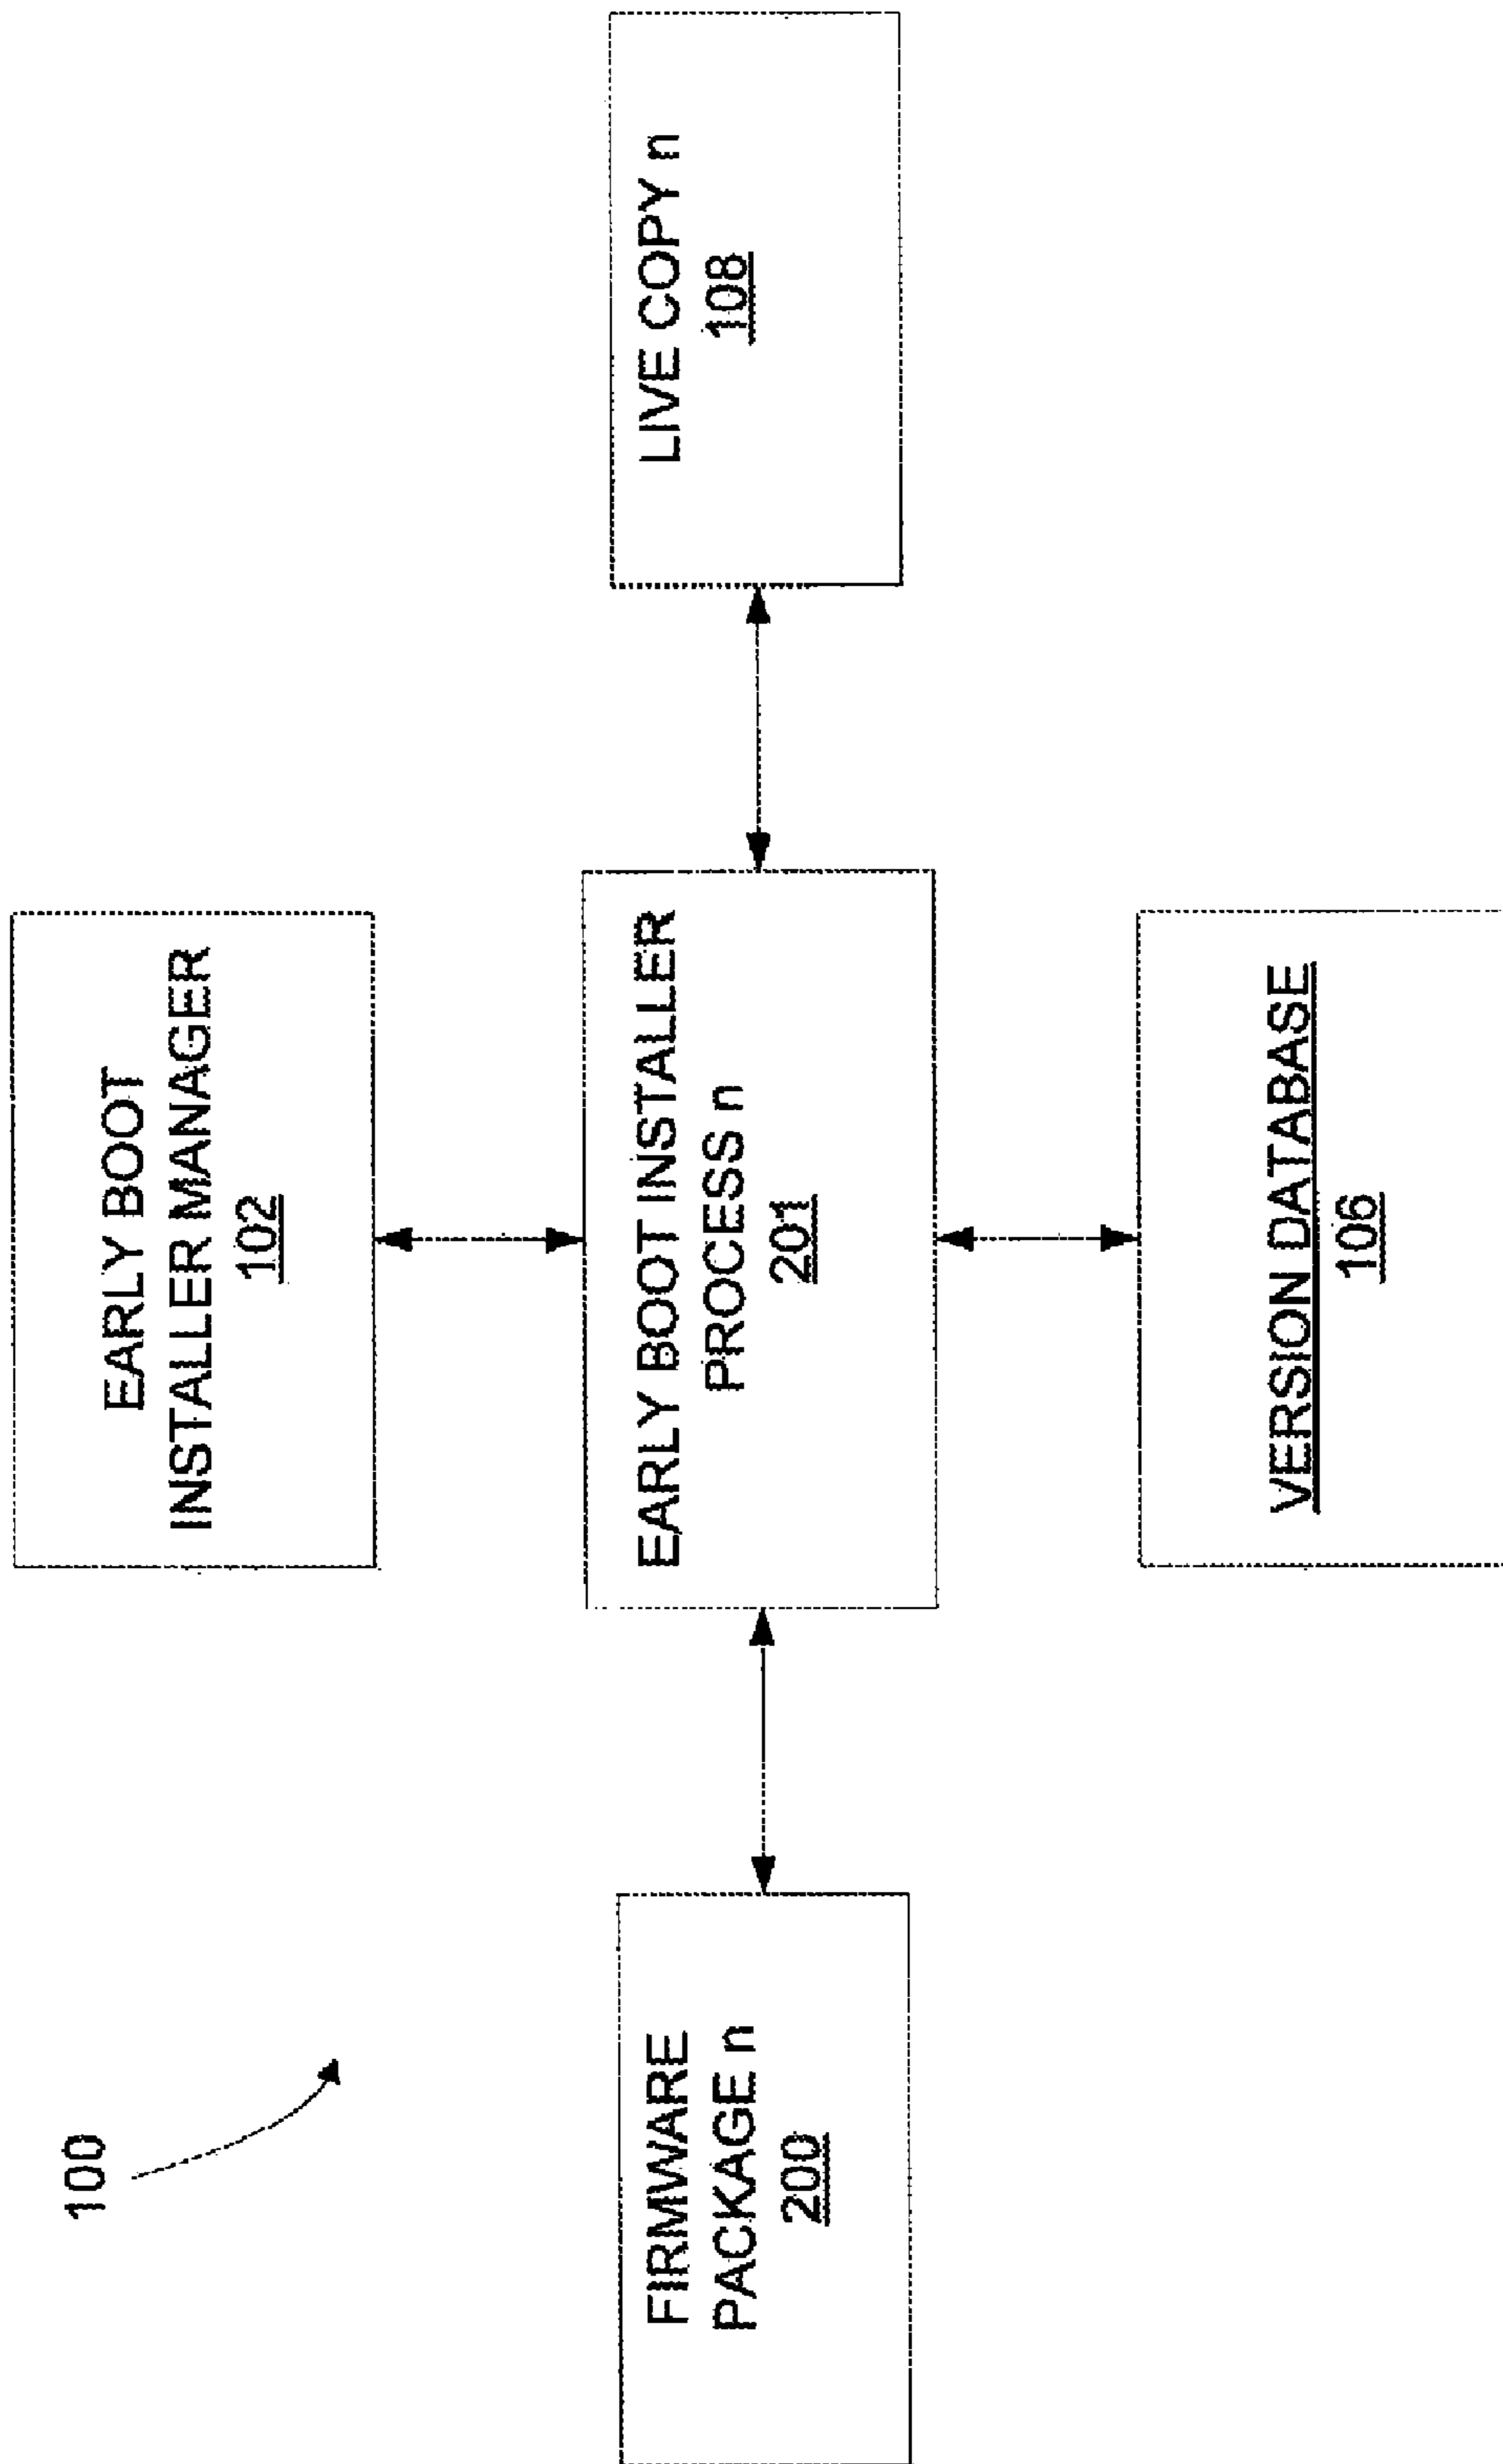 100
EARLY BOOT
INSTALLER MANAGER
102
FIRMWARE
PACKAGE n
200
EARLY BOOT INSTALLER
PROCESS n
201
LIVE COPY n
108
VERSION DATABASE
106